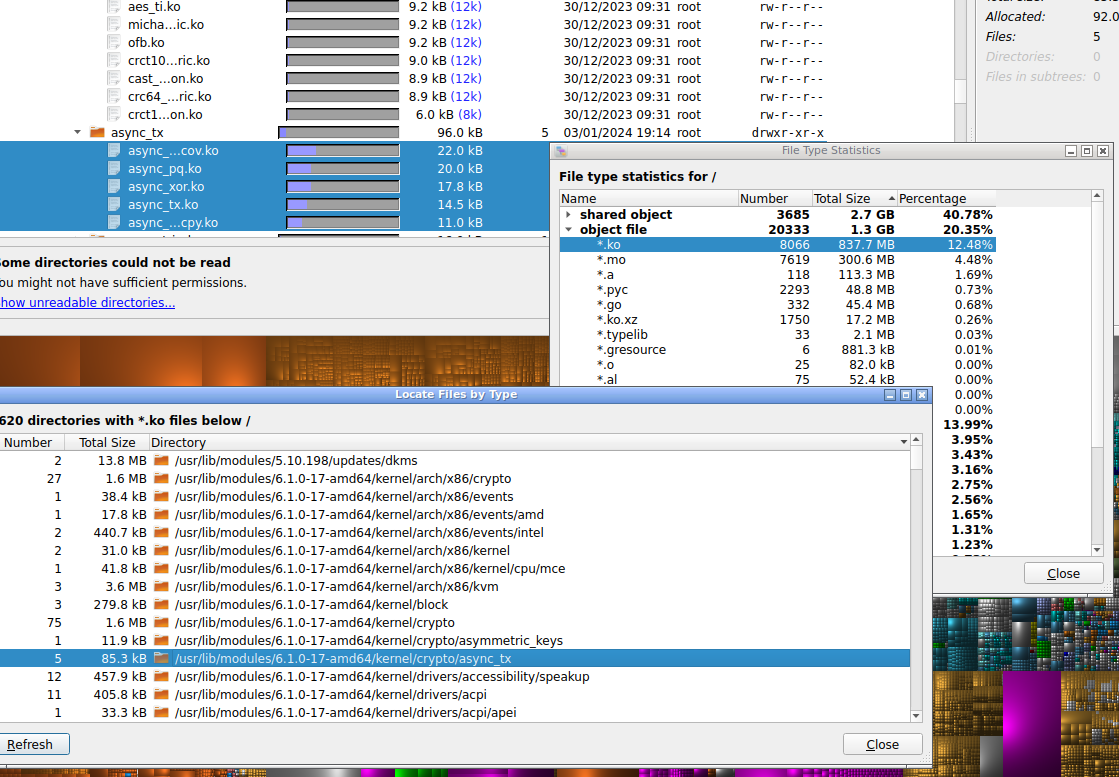 aes_ti.ko 9.2 kB (12k) 30/12/2023 09:31 root rw-r--r--
micha...ic.ko 9.2 kB (12k) 30/12/2023 09:31 root rw-r--r--
ofb.ko 9.2 kB (12k) 30/12/2023 09:31 root rw-r--r--
crct10...ric.ko 9.0 kB (12k) 30/12/2023 09:31 root rw-r--r--
cast_...on.ko 8.9 kB (12k) 30/12/2023 09:31 root rw-r--r--
crc64_...ric.ko 8.9 kB (12k) 30/12/2023 09:31 root rw-r--r--
crct1...on.ko 6.0 kB (8k) 30/12/2023 09:31 root rw-r--r--
async_tx 96.0 kB 5 03/01/2024 19:14 root drwxr-xr-x
async_...cov.ko 22.0 kB
async_pq.ko 20.0 kB
async_xor.ko 17.8 kB
async_tx.ko 14.5 kB
async_...cpy.ko 11.0 kB
Allocated: 92.0
Files: 5
Directories: 0
Files in subtrees: 0
ome directories could not be read
ou might not have sufficient permissions.
how unreadable directories...
File Type Statistics
File type statistics for /
Name Number Total Size Percentage
shared object 3685 2.7 GB 40.78%
object file 20333 1.3 GB 20.35%
*.ko 8066 837.7 MB 12.48%
*.mo 7619 300.6 MB 4.48%
*.a 118 113.3 MB 1.69%
*.pyc 2293 48.8 MB 0.73%
*.go 332 45.4 MB 0.68%
*.ko.xz 1750 17.2 MB 0.26%
*.typelib 33 2.1 MB 0.03%
*.gresource 6 881.3 kB 0.01%
*.o 25 82.0 kB 0.00%
*.al 75 52.4 kB 0.00%
0.00%
0.00%
13.99%
3.95%
3.43%
3.16%
2.75%
2.56%
1.65%
1.31%
1.23%
Close
Locate Files by Type
620 directories with *.ko files below /
Number Total Size Directory
2 13.8 MB /usr/lib/modules/5.10.198/updates/dkms
27 1.6 MB /usr/lib/modules/6.1.0-17-amd64/kernel/arch/x86/crypto
1 38.4 kB /usr/lib/modules/6.1.0-17-amd64/kernel/arch/x86/events
1 17.8 kB /usr/lib/modules/6.1.0-17-amd64/kernel/arch/x86/events/amd
2 440.7 kB /usr/lib/modules/6.1.0-17-amd64/kernel/arch/x86/events/intel
2 31.0 kB /usr/lib/modules/6.1.0-17-amd64/kernel/arch/x86/kernel
1 41.8 kB /usr/lib/modules/6.1.0-17-amd64/kernel/arch/x86/kernel/cpu/mce
3 3.6 MB /usr/lib/modules/6.1.0-17-amd64/kernel/arch/x86/kvm
3 279.8 kB /usr/lib/modules/6.1.0-17-amd64/kernel/block
75 1.6 MB /usr/lib/modules/6.1.0-17-amd64/kernel/crypto
1 11.9 kB /usr/lib/modules/6.1.0-17-amd64/kernel/crypto/asymmetric_keys
5 85.3 kB /usr/lib/modules/6.1.0-17-amd64/kernel/crypto/async_tx
12 457.9 kB /usr/lib/modules/6.1.0-17-amd64/kernel/drivers/accessibility/speakup
11 405.8 kB /usr/lib/modules/6.1.0-17-amd64/kernel/drivers/acpi
1 33.3 kB /usr/lib/modules/6.1.0-17-amd64/kernel/drivers/acpi/apei
Refresh Close